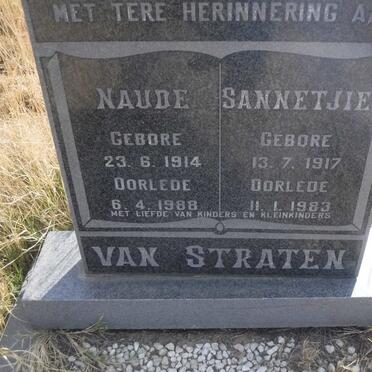 MET TERE HERINNERING A
NAUDE SANNETJIE
GEBORE GEBORE
23. 6. 1914 13. 7. 1917
OORLEDE OORLEDE
6. 4. 1988 11. 1. 1983
MET LIEFDE VAN KINDERS EN KLEINKINDERS
VAN STRATEN